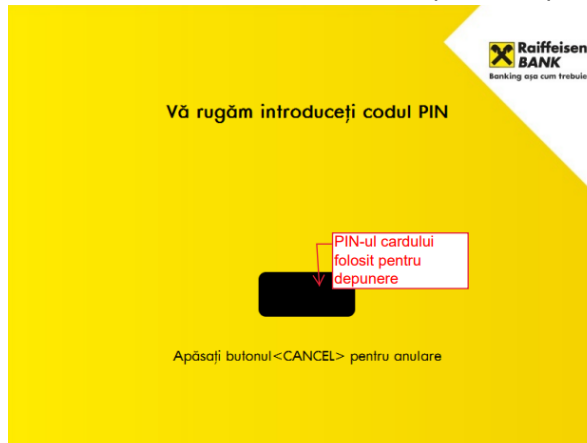 Raiffeisen
BANK
Banking așa cum trebuie
Vă rugăm introduceți codul PIN
PIN-ul cardului
folosit pentru
depunere
Apăsați butonul<CANCEL> pentru anulare